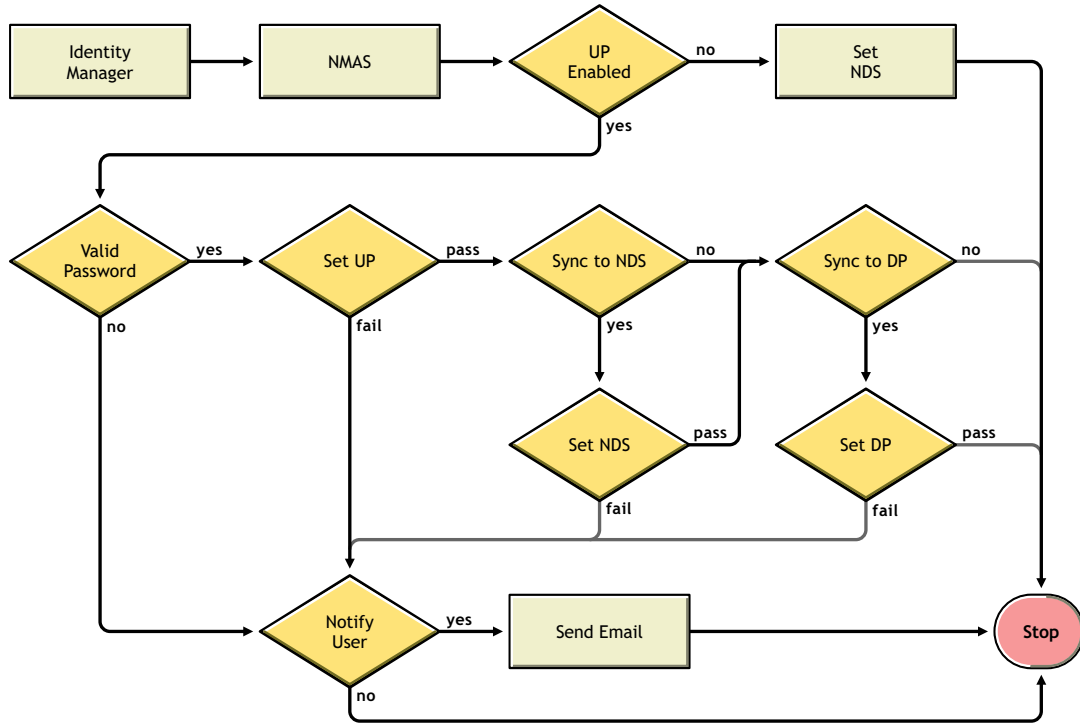 Identity
Manager
NMAS
UP
Enabled
no
Set
NDS
yes
Valid
Password
yes
Set UP
pass
Sync to NDS
no
Sync to DP
no
no
fail
yes
yes
Set NDS
pass
Set DP
pass
fail
fail
Notify
User
yes
Send Email
Stop
no